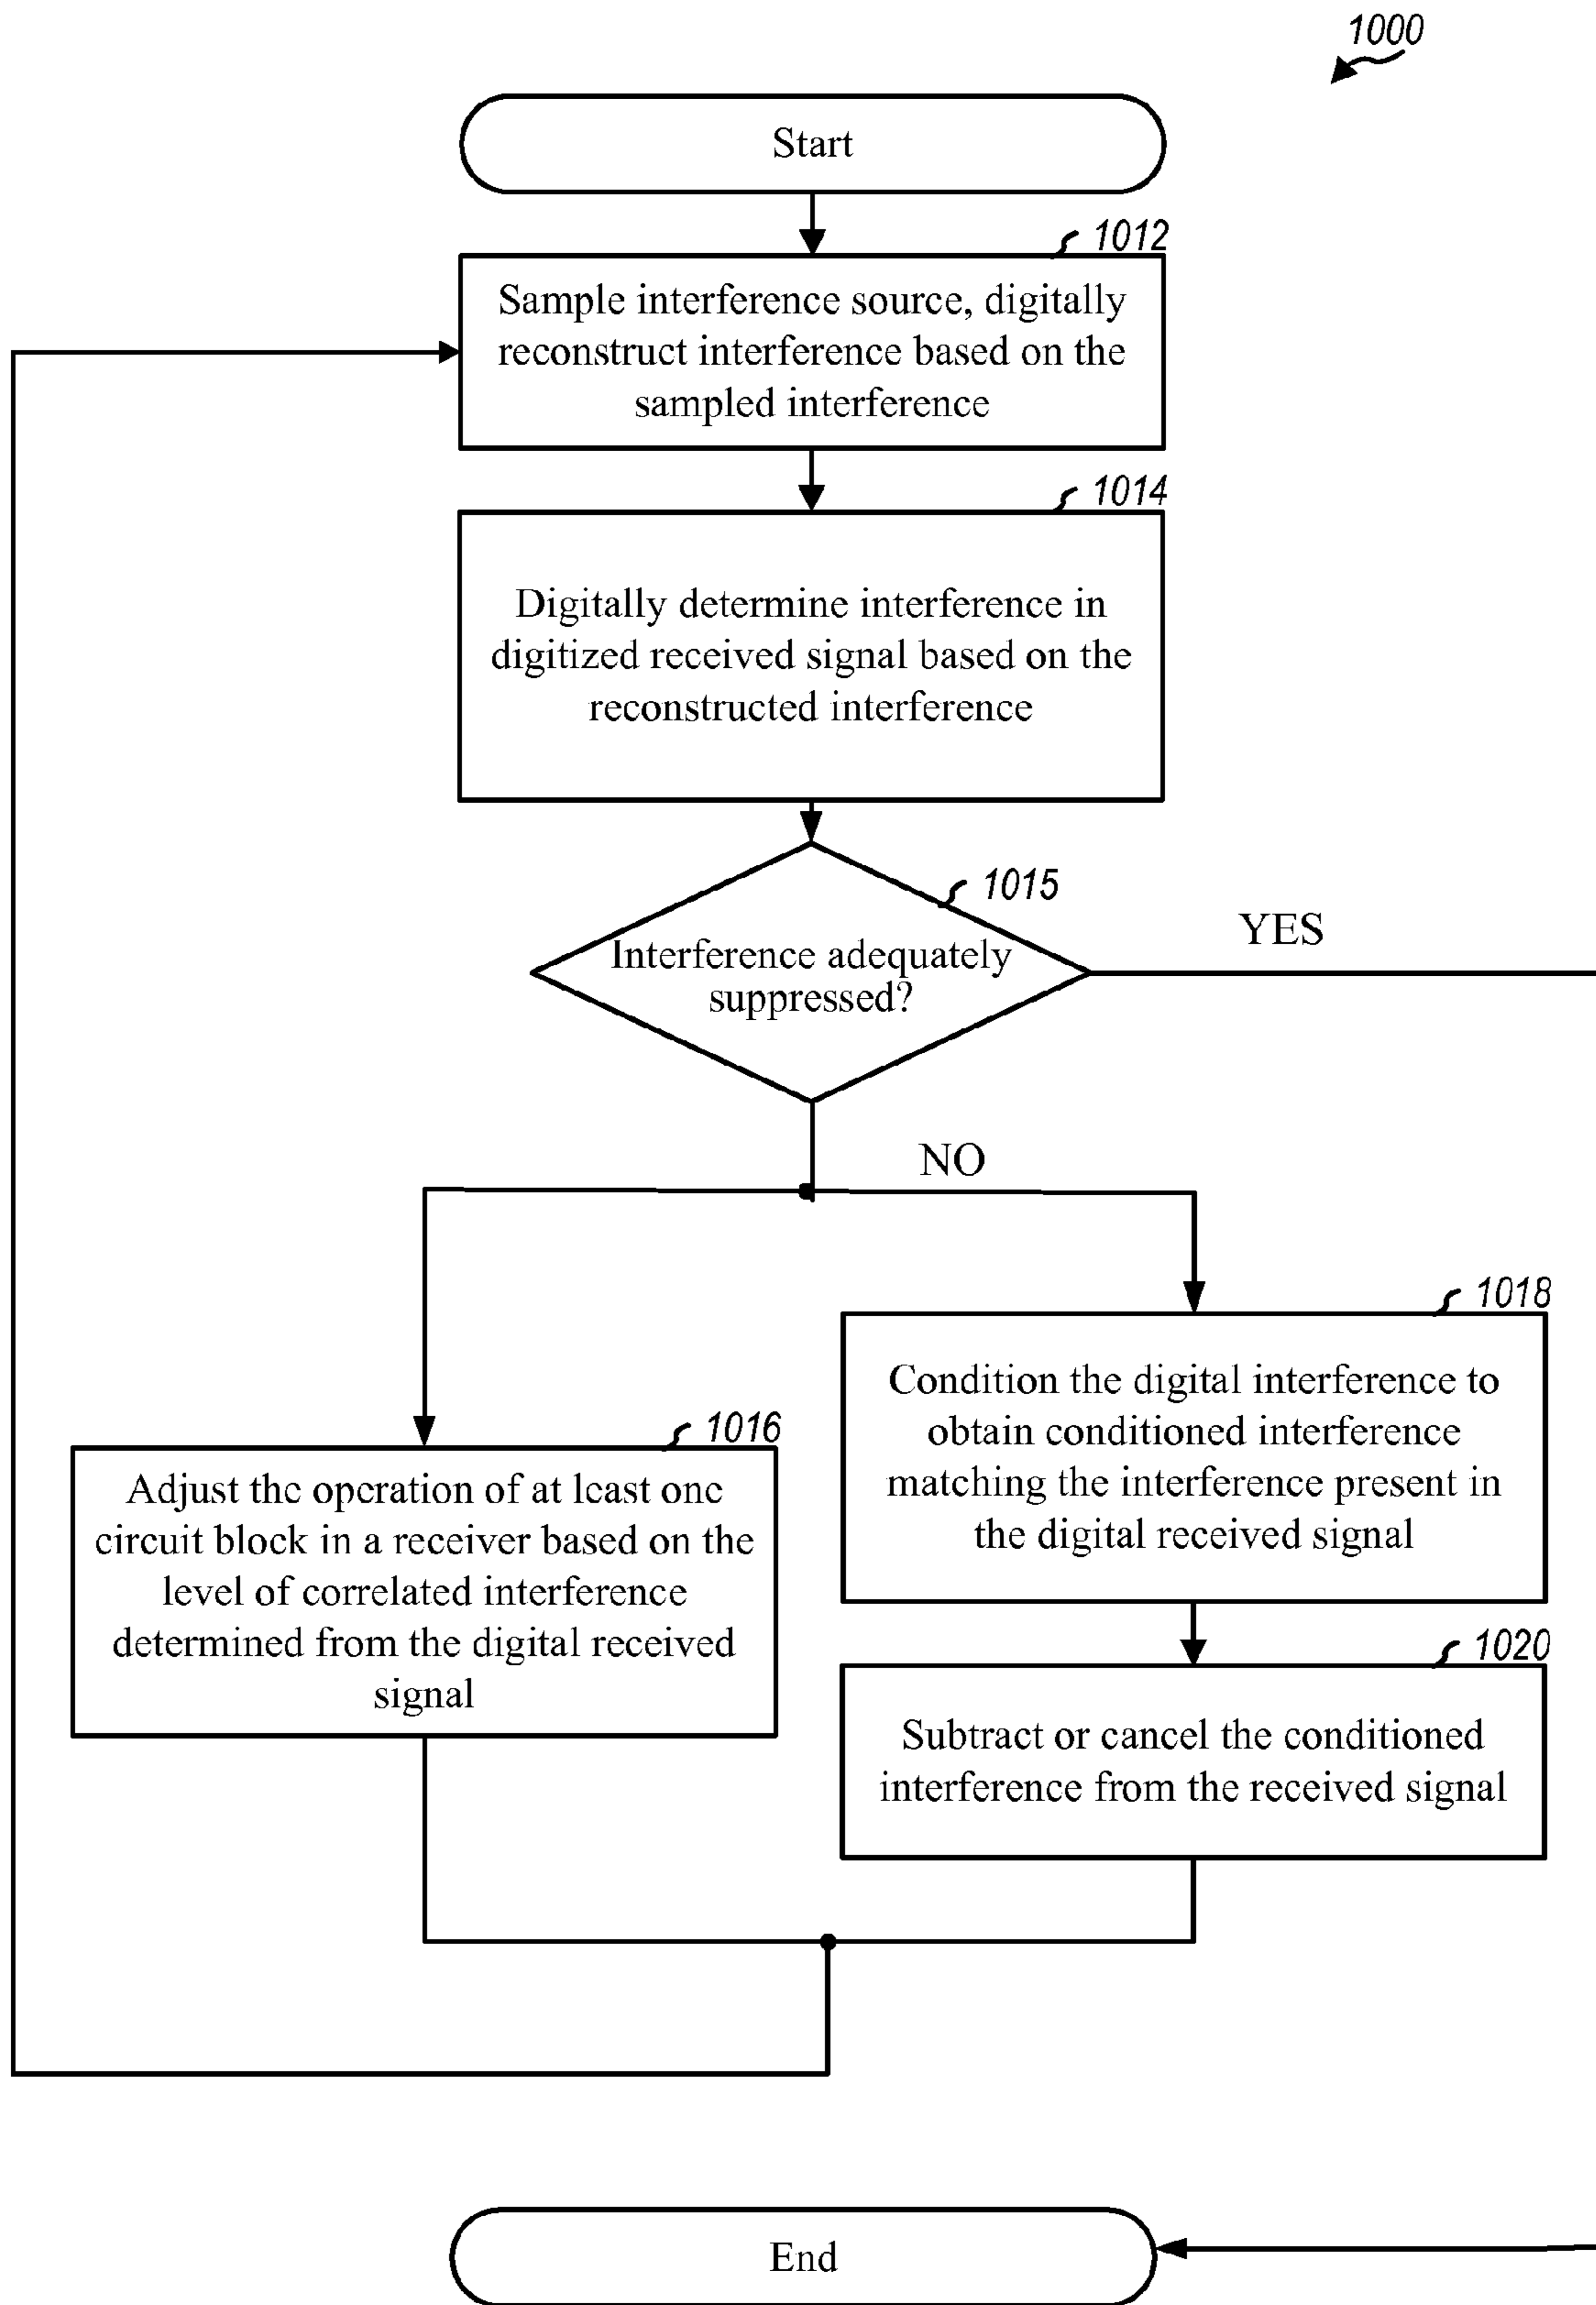 1000
Start
1012
Sample interference source, digitally
reconstruct interference based on the
sampled interference
1014
Digitally determine interference in
digitized received signal based on the
reconstructed interference
1015
Interference adequately
suppressed?
YES
NO
1018
Condition the digital interference to
obtain conditioned interference
matching the interference present in
the digital received signal
1016
Adjust the operation of at least one
circuit block in a receiver based on the
level of correlated interference
determined from the digital received
signal
1020
Subtract or cancel the conditioned
interference from the received signal
End